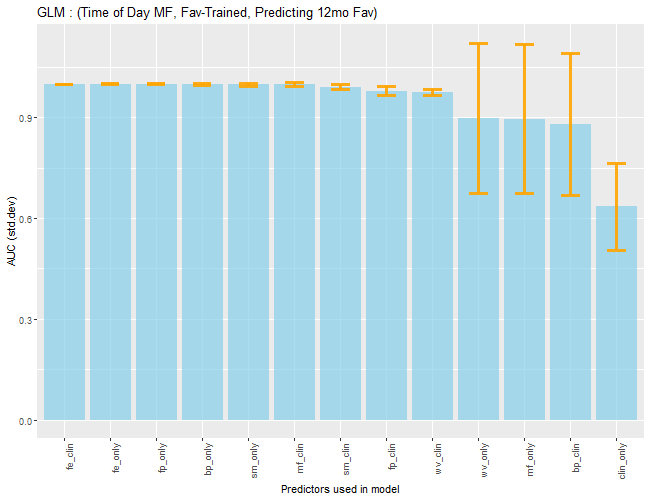 GLM : (Time of Day MF, Fav-Trained, Predicting 12mo Fav)
AUC (std.dev)
0.9
0.6
0.3
0.0
fe_clin
fe_only
fp_only
bp_only
sm_only
mf_clin
sm_clin
fp_clin
wv_clin
wv_only
mf_only
bp_clin
clin_only
Predictors used in model